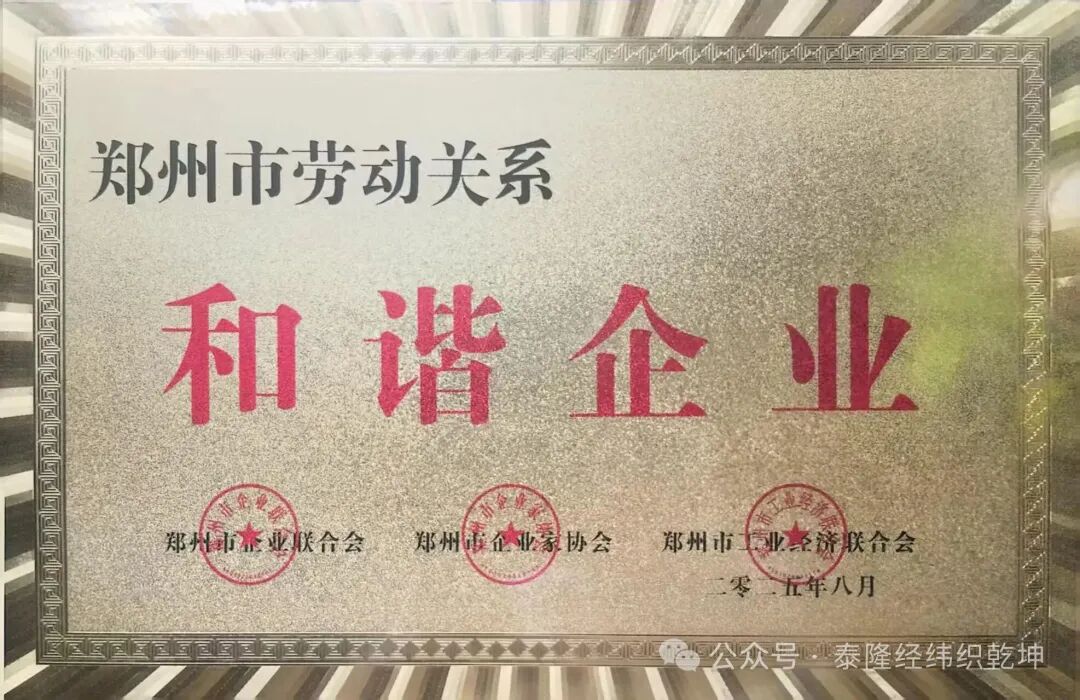 郑州市劳动关系
和谐企业
郑州市企业联合会 郑州市企业家协会 郑州市工业经济联合会
二零二五年八月
公众号·泰隆经纬织乾坤